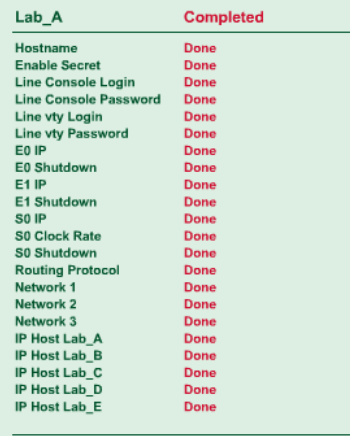 Lab_A Completed
Hostname Done
Enable Secret Done
Line Console Login Done
Line Console Password Done
Line vty Login Done
Line vty Password Done
E0 IP Done
E0 Shutdown Done
E1 IP Done
E1 Shutdown Done
S0 IP Done
S0 Clock Rate Done
S0 Shutdown Done
Routing Protocol Done
Network 1 Done
Network 2 Done
Network 3 Done
IP Host Lab_A Done
IP Host Lab_B Done
IP Host Lab_C Done
IP Host Lab_D Done
IP Host Lab_E Done